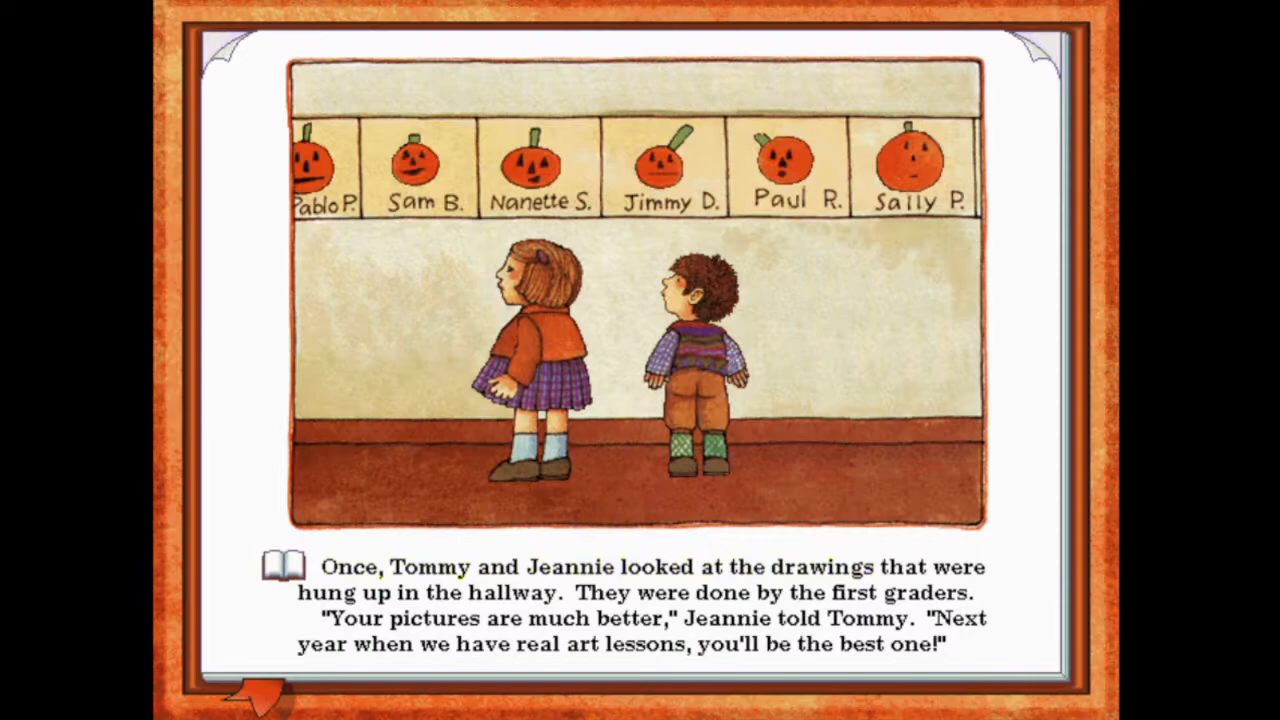 Pablo P. Sam B. Nanette S. Jimmy D. Paul R. Sally P.
Once, Tommy and Jeannie looked at the drawings that were
hung up in the hallway. They were done by the first graders.
"Your pictures are much better," Jeannie told Tommy. "Next
year when we have real art lessons, you'll be the best one!"